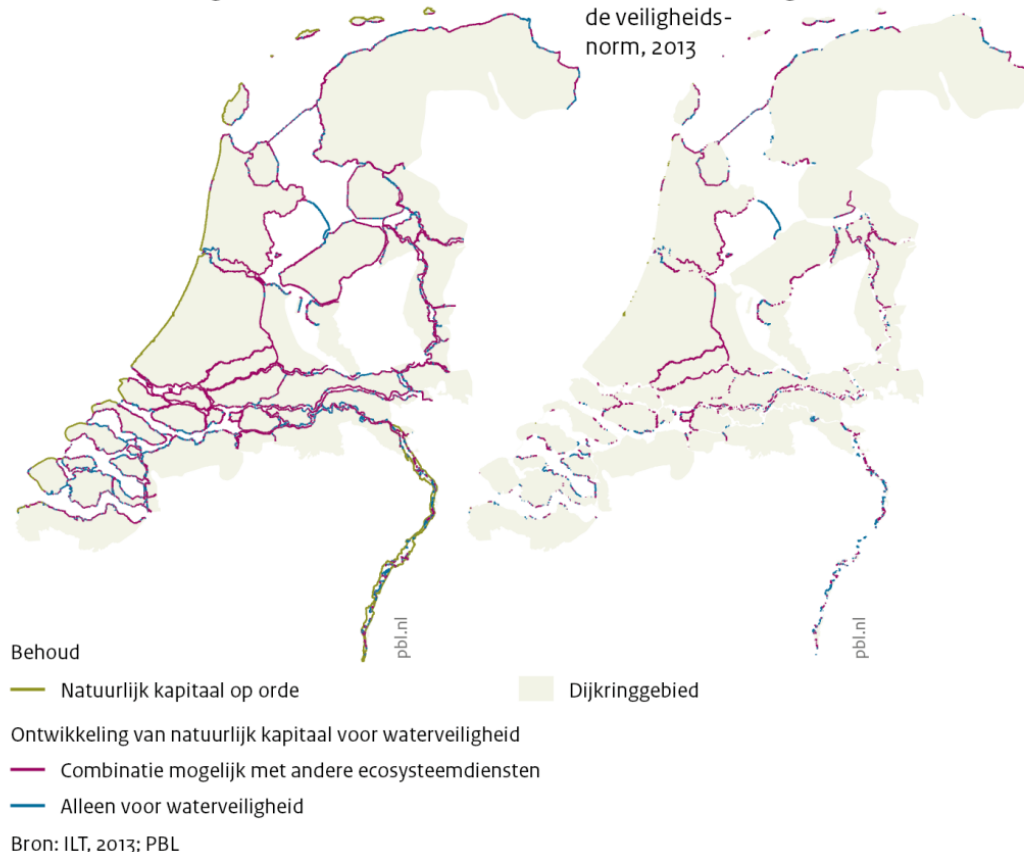 de veiligheids-
norm, 2013
pbl.nl
pbl.nl
Behoud
Natuurlijk kapitaal op orde
Dijkringgebied
Ontwikkeling van natuurlijk kapitaal voor waterveiligheid
Combinatie mogelijk met andere ecosysteemdiensten
Alleen voor waterveiligheid
Bron: ILT, 2013; PBL